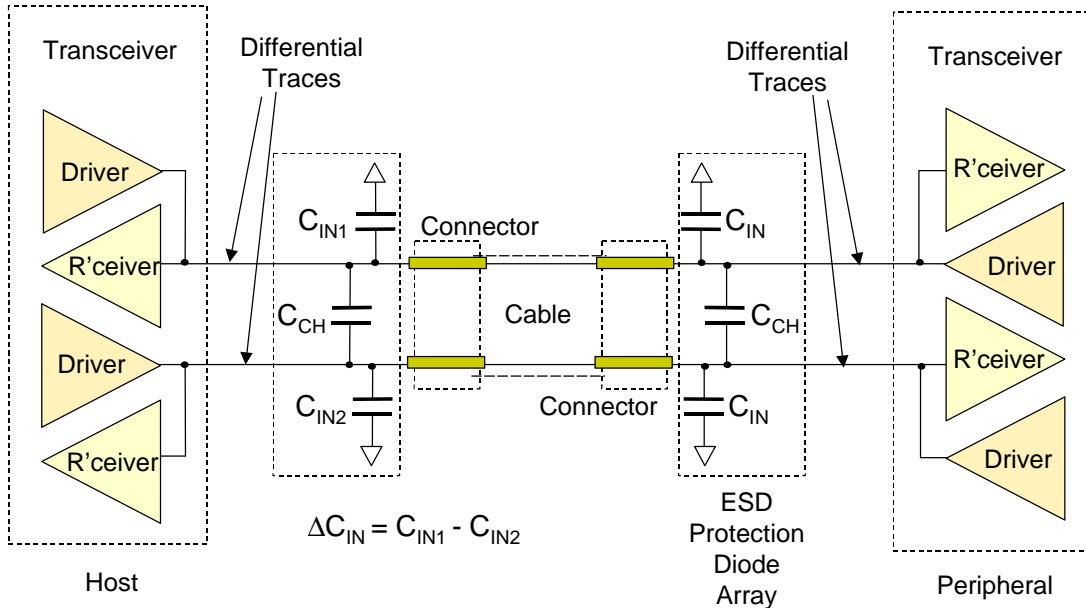 Transceiver
Differential
Traces
Differential
Traces
Transceiver
Driver
R'ceiver
Driver
R'ceiver
C_IN1
C_CH
C_IN2
Connector
Cable
Connector
C_IN
C_CH
C_IN
R'ceiver
Driver
R'ceiver
Driver
ΔC_IN = C_IN1 - C_IN2
ESD
Protection
Diode
Array
Host
Peripheral